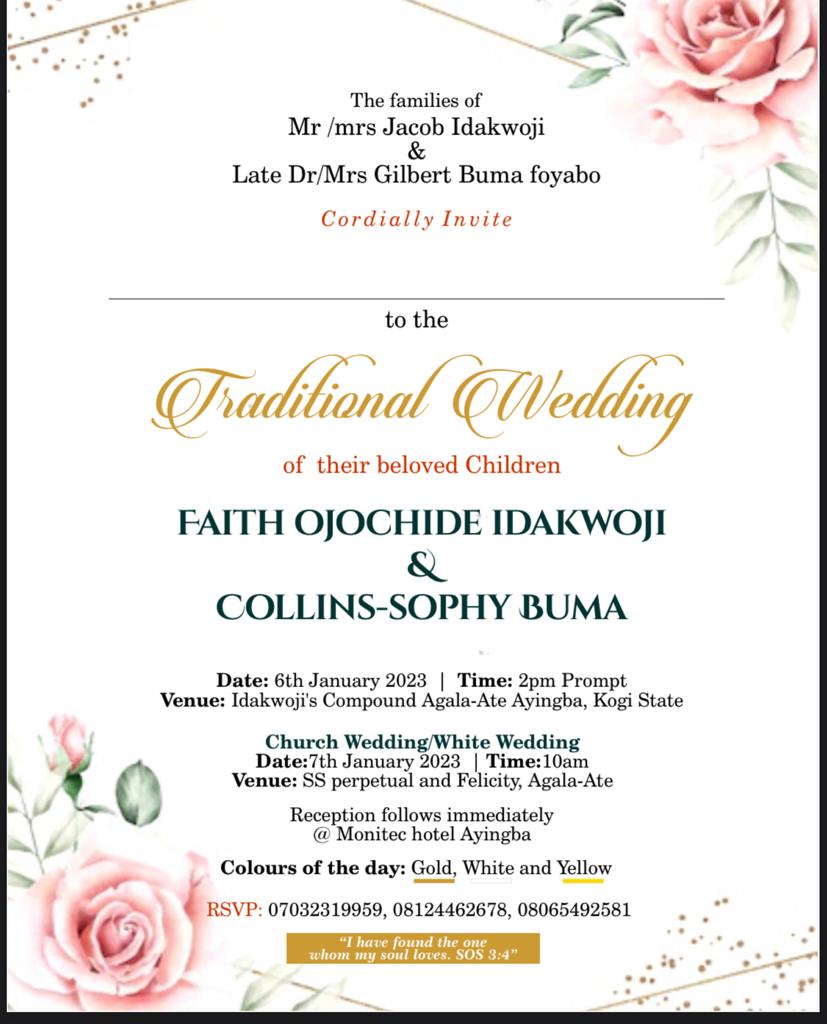 The families of
Mr /mrs Jacob Idakwoji
&
Late Dr/Mrs Gilbert Buma foyabo
Cordially Invite
to the
Traditional Wedding
of their beloved Children
FAITH OJOCHIDE IDAKWOJI
&
COLLINS-SOPHY BUMA
Date: 6th January 2023 | Time: 2pm Prompt
Venue: Idakwoji's Compound Agala-Ate Ayingba, Kogi State
Church Wedding/White Wedding
Date:7th January 2023 | Time:10am
Venue: SS perpetual and Felicity, Agala-Ate
Reception follows immediately
@ Monitec hotel Ayingba
Colours of the day: Gold, White and Yellow
RSVP: 07032319959, 08124462678, 08065492581
“I have found the one
whom my soul loves. SOS 3:4”